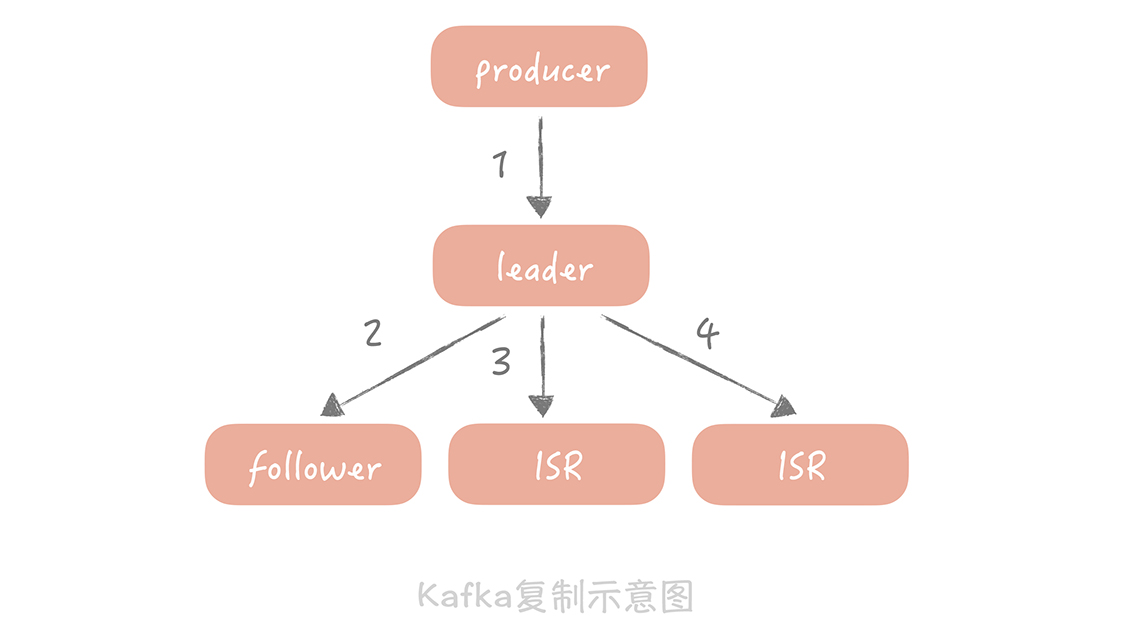 producer
1
leader
2
3
4
follower
ISR
ISR
Kafka复制示意图